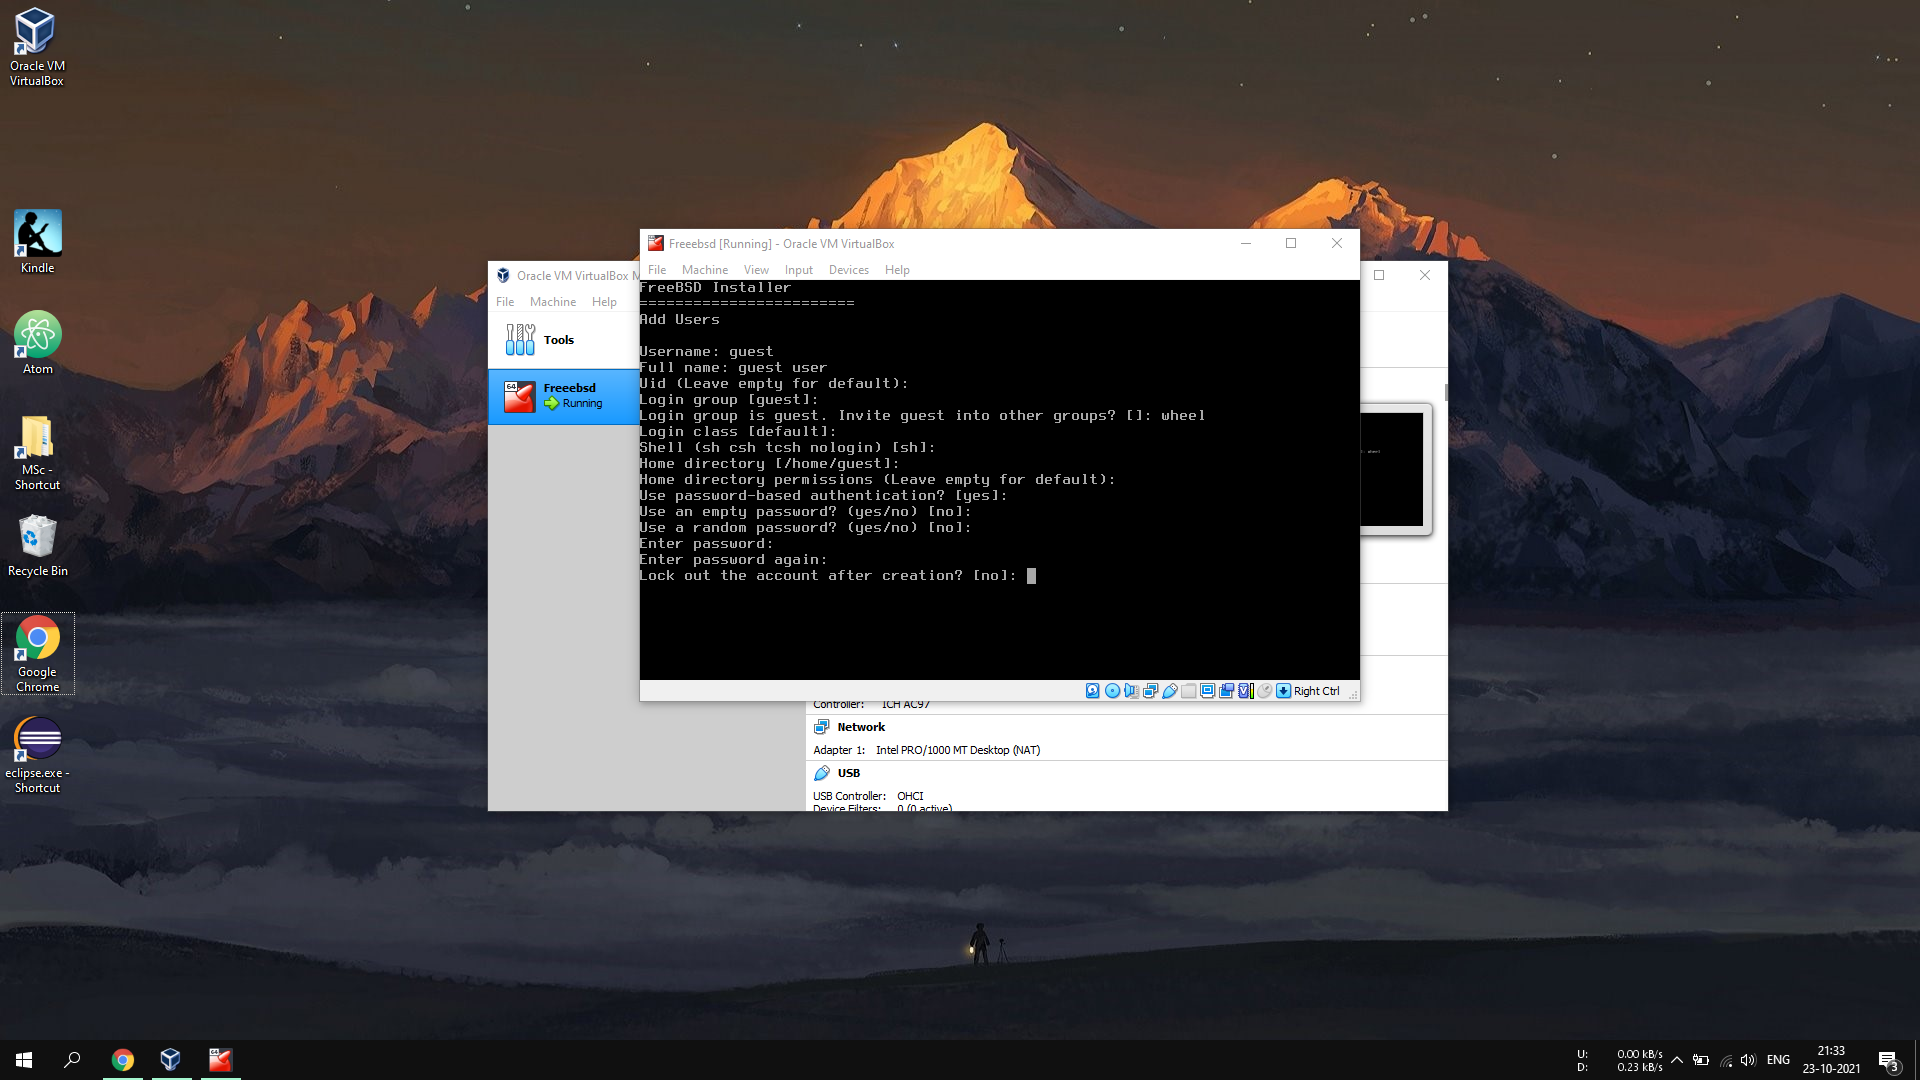 Oracle VM
VirtualBox
Kindle
Atom
MSc -
Shortcut
Recycle Bin
Google
Chrome
eclipse.exe -
Shortcut
Oracle VM VirtualBox
File Machine Help
Tools
64
Freeebsd
Running
Freeebsd [Running] - Oracle VM VirtualBox
File Machine View Input Devices Help
FreeBSD Installer
========================
Add Users
Username: guest
Full name: guest user
Uid (Leave empty for default):
Login group [guest]:
Login group is guest. Invite guest into other groups? []: wheel
Login class [default]:
Shell (sh csh tcsh nologin) [sh]:
Home directory [/home/guest]:
Home directory permissions (Leave empty for default):
Use password-based authentication? [yes]:
Use an empty password? (yes/no) [no]:
Use a random password? (yes/no) [no]:
Enter password:
Enter password again:
Lock out the account after creation? [no]:
Right Ctrl
Controller: ICH AC97
Network
Adapter 1: Intel PRO/1000 MT Desktop (NAT)
USB
USB Controller: OHCI
Device Filters: 0 (0 active)
U: 0.00 kB/s
D: 0.23 kB/s
ENG
21:33
23-10-2021
3